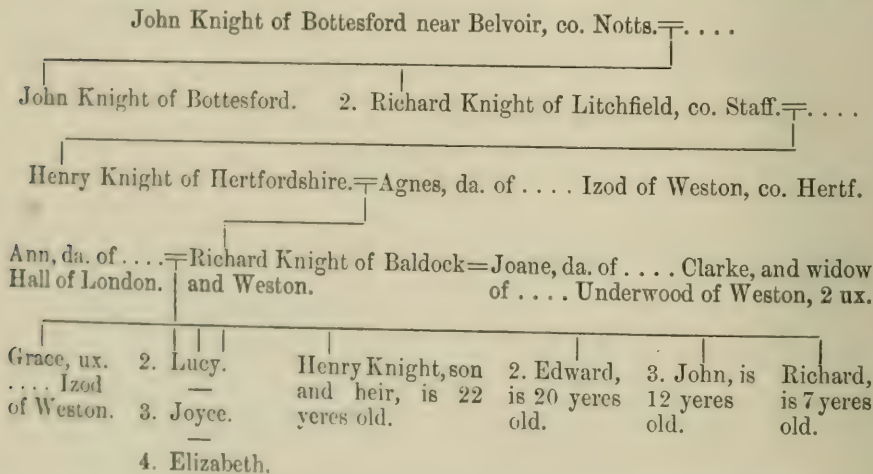 John Knight of Bottesford near Belvoir, co. Notts.=. . . .
John Knight of Bottesford. 2. Richard Knight of Litchfield, co. Staff.=. . . .
Henry Knight of Hertfordshire.=Agnes, da. of . . . . Izod of Weston, co. Hertf.
Ann, da. of . . . .=Richard Knight of Baldock=Joane, da. of . . . . Clarke, and widow
Hall of London. and Weston. of . . . . Underwood of Weston, 2 ux.
Grace, ux.
. . . . Izod
of Weston.
2. Lucy.
—
3. Joyce.
—
4. Elizabeth.
Henry Knight, son
and heir, is 22
yeres old.
2. Edward,
is 20 yeres
old.
3. John, is
12 yeres
old.
Richard,
is 7 yeres
old.